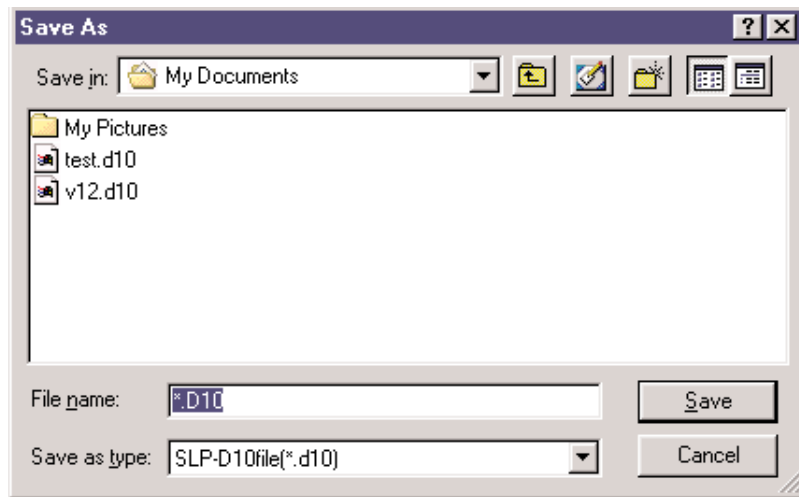 Save As
Save in: My Documents
My Pictures
test.d10
v12.d10
File name: *.D10 Save
Save as type: SLP-D10file(*.d10) Cancel